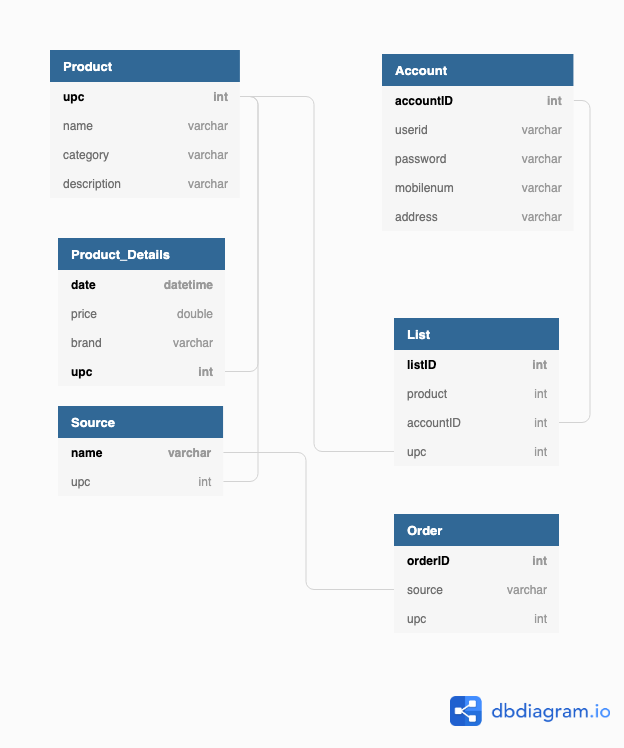 Product
upc int
name varchar
category varchar
description varchar
Product_Details
date datetime
price double
brand varchar
upc int
Source
name varchar
upc int
Account
accountID int
userid varchar
password varchar
mobilenum varchar
address varchar
List
listID int
product int
accountID int
upc int
Order
orderID int
source varchar
upc int
dbdiagram.io